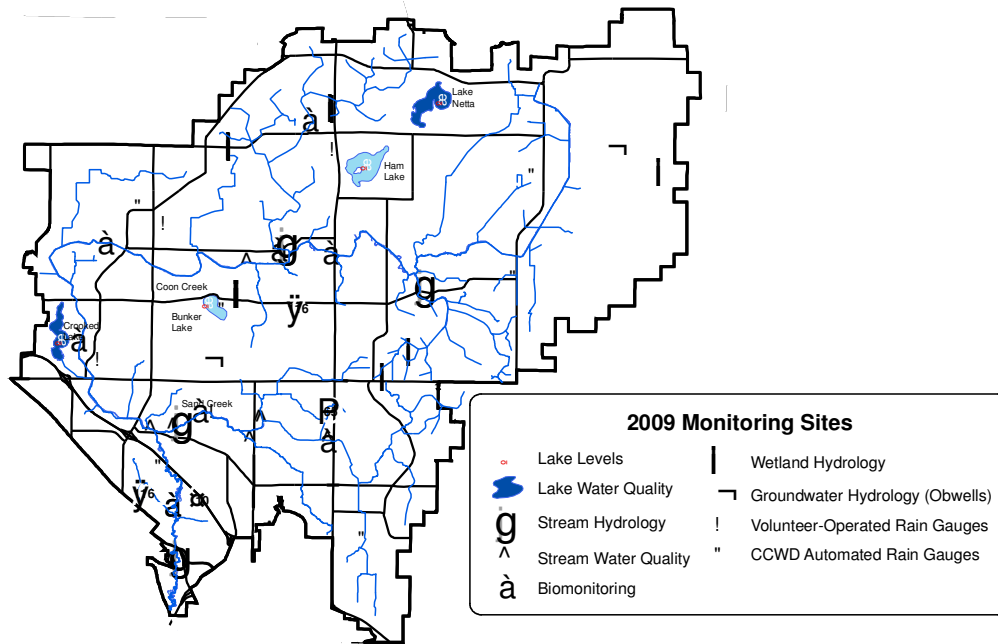 Lake
Netta
Ham
Lake
Coon Creek
Bunker
Lake
Crooked
Lake
Sand Creek
2009 Monitoring Sites
Lake Levels
Lake Water Quality
Stream Hydrology
Stream Water Quality
Biomonitoring
Wetland Hydrology
Groundwater Hydrology (Obwells)
Volunteer-Operated Rain Gauges
CCWD Automated Rain Gauges